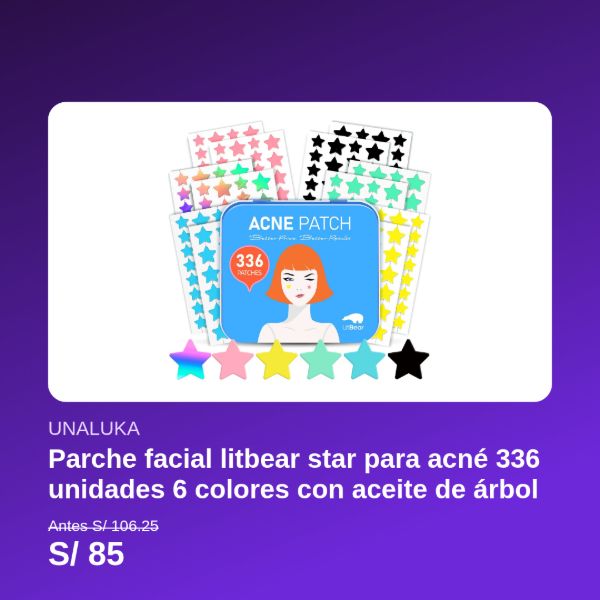 ACNE PATCH
336
PATCHES
LitBear
UNALUKA
Parche facial litbear star para acné 336
unidades 6 colores con aceite de árbol
Antes S/ 106.25
S/ 85